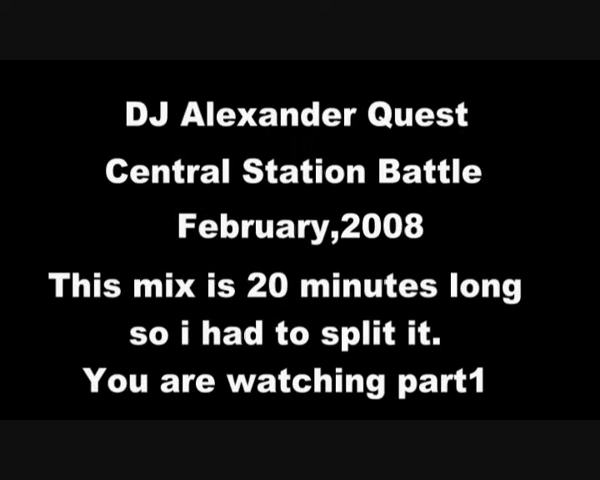 DJ Alexander Quest
Central Station Battle
February,2008
This mix is 20 minutes long
so i had to split it.
You are watching part1